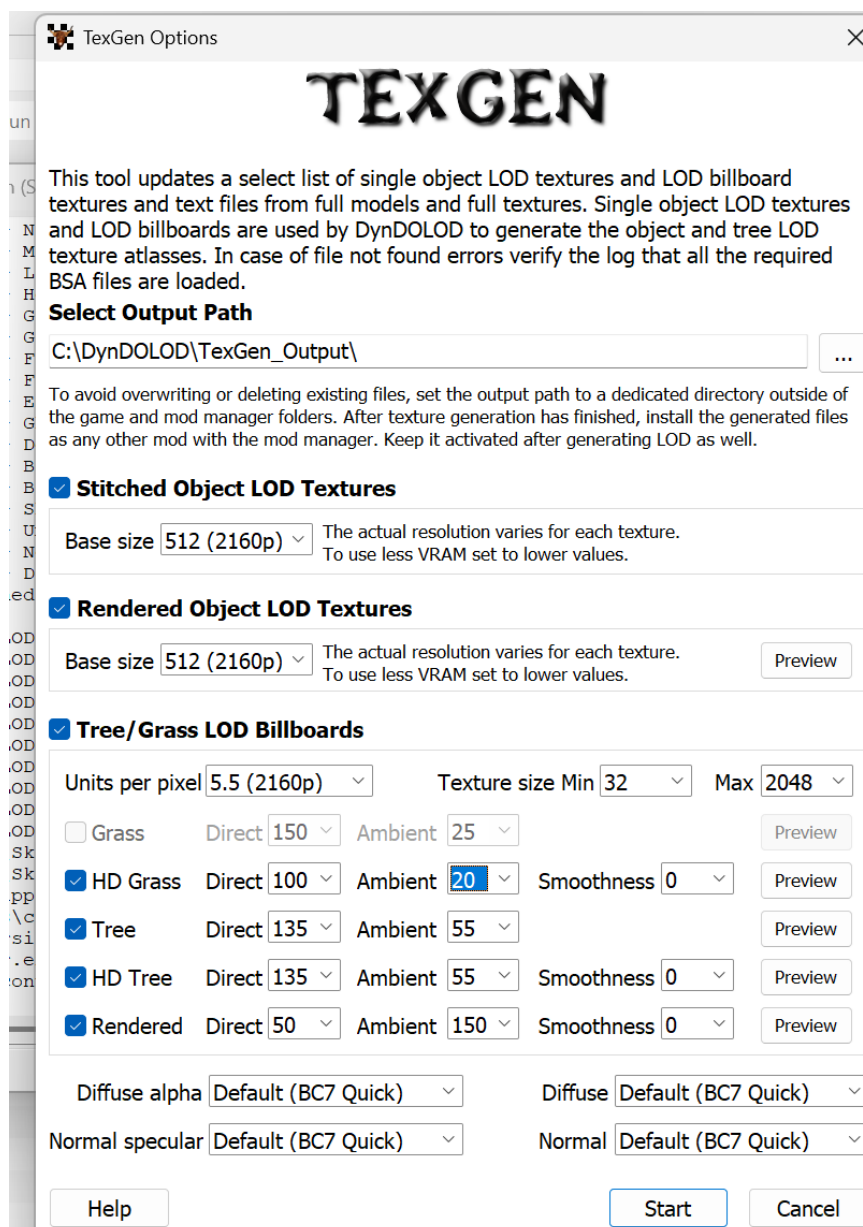 TexGen Options
TEXGEN
This tool updates a select list of single object LOD textures and LOD billboard
textures and text files from full models and full textures. Single object LOD textures
and LOD billboards are used by DynDOLOD to generate the object and tree LOD
texture atlasses. In case of file not found errors verify the log that all the required
BSA files are loaded.
Select Output Path
C:\DynDOLOD\TexGen_Output\ ...
To avoid overwriting or deleting existing files, set the output path to a dedicated directory outside of
the game and mod manager folders. After texture generation has finished, install the generated files
as any other mod with the mod manager. Keep it activated after generating LOD as well.
Stitched Object LOD Textures
Base size 512 (2160p) The actual resolution varies for each texture.
To use less VRAM set to lower values.
Rendered Object LOD Textures
Base size 512 (2160p) The actual resolution varies for each texture.
To use less VRAM set to lower values.
Preview
Tree/Grass LOD Billboards
Units per pixel 5.5 (2160p) Texture size Min 32 Max 2048
Grass Direct 150 Ambient 25 Preview
HD Grass Direct 100 Ambient 20 Smoothness 0 Preview
Tree Direct 135 Ambient 55 Preview
HD Tree Direct 135 Ambient 55 Smoothness 0 Preview
Rendered Direct 50 Ambient 150 Smoothness 0 Preview
Diffuse alpha Default (BC7 Quick) Diffuse Default (BC7 Quick)
Normal specular Default (BC7 Quick) Normal Default (BC7 Quick)
Help Start Cancel